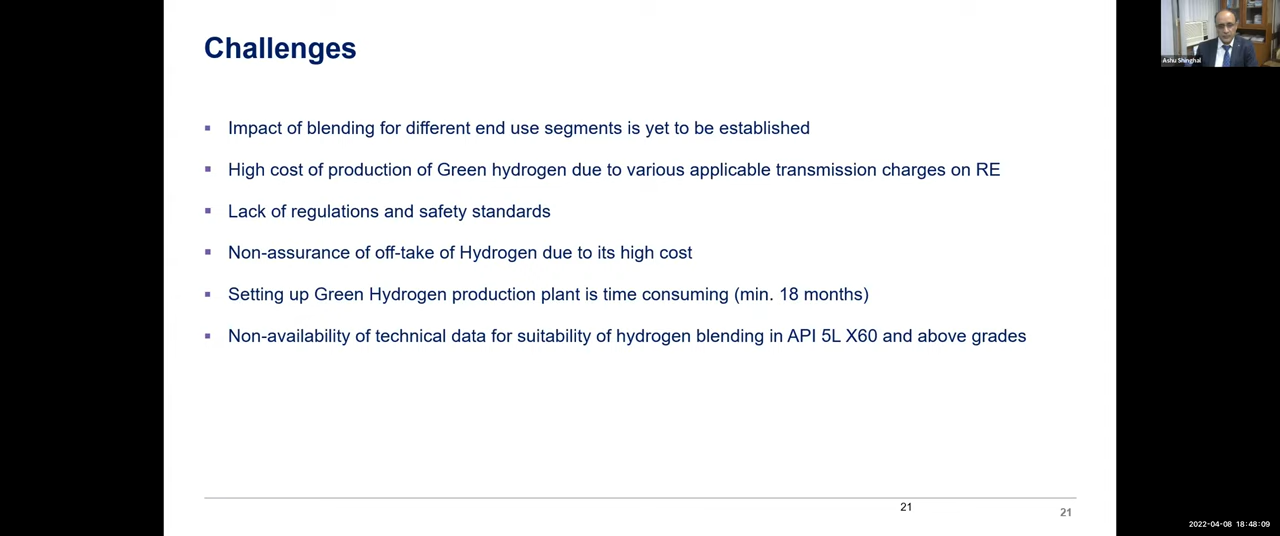 Challenges
Ashu Shinghal
Impact of blending for different end use segments is yet to be established
High cost of production of Green hydrogen due to various applicable transmission charges on RE
Lack of regulations and safety standards
Non-assurance of off-take of Hydrogen due to its high cost
Setting up Green Hydrogen production plant is time consuming (min. 18 months)
Non-availability of technical data for suitability of hydrogen blending in API 5L X60 and above grades
21
21
2022-04-08 18:48:09